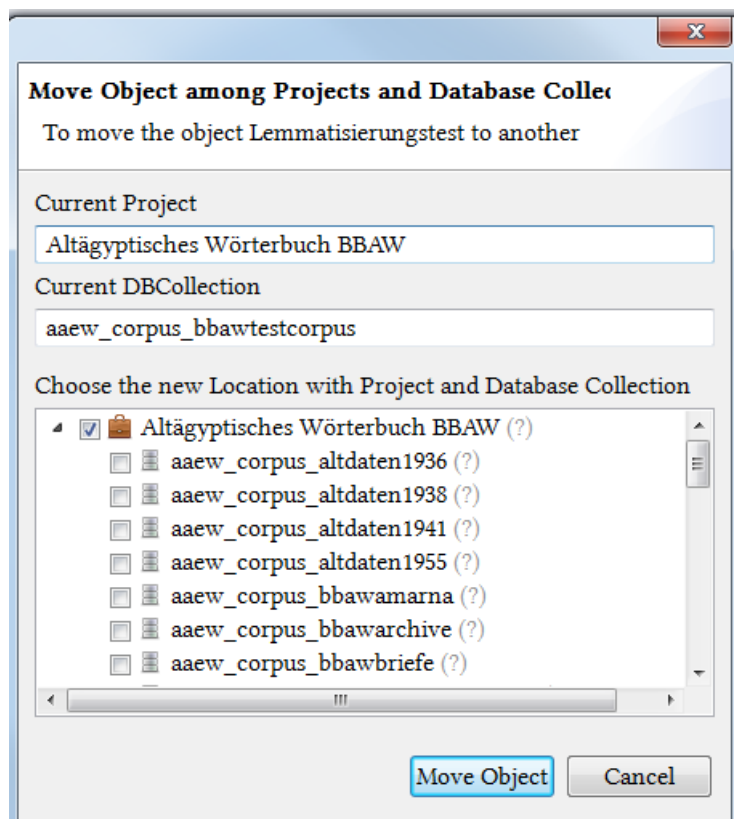 Move Object among Projects and Database Collec
To move the object Lemmatisierungstest to another
Current Project
Altägyptisches Wörterbuch BBAW
Current DBCollection
aaew_corpus_bbawtestcorpus
Choose the new Location with Project and Database Collection
Altägyptisches Wörterbuch BBAW (?)
aaew_corpus_altdaten1936 (?)
aaew_corpus_altdaten1938 (?)
aaew_corpus_altdaten1941 (?)
aaew_corpus_altdaten1955 (?)
aaew_corpus_bbawamarna (?)
aaew_corpus_bbawarchive (?)
aaew_corpus_bbawbriefe (?)
Move Object Cancel